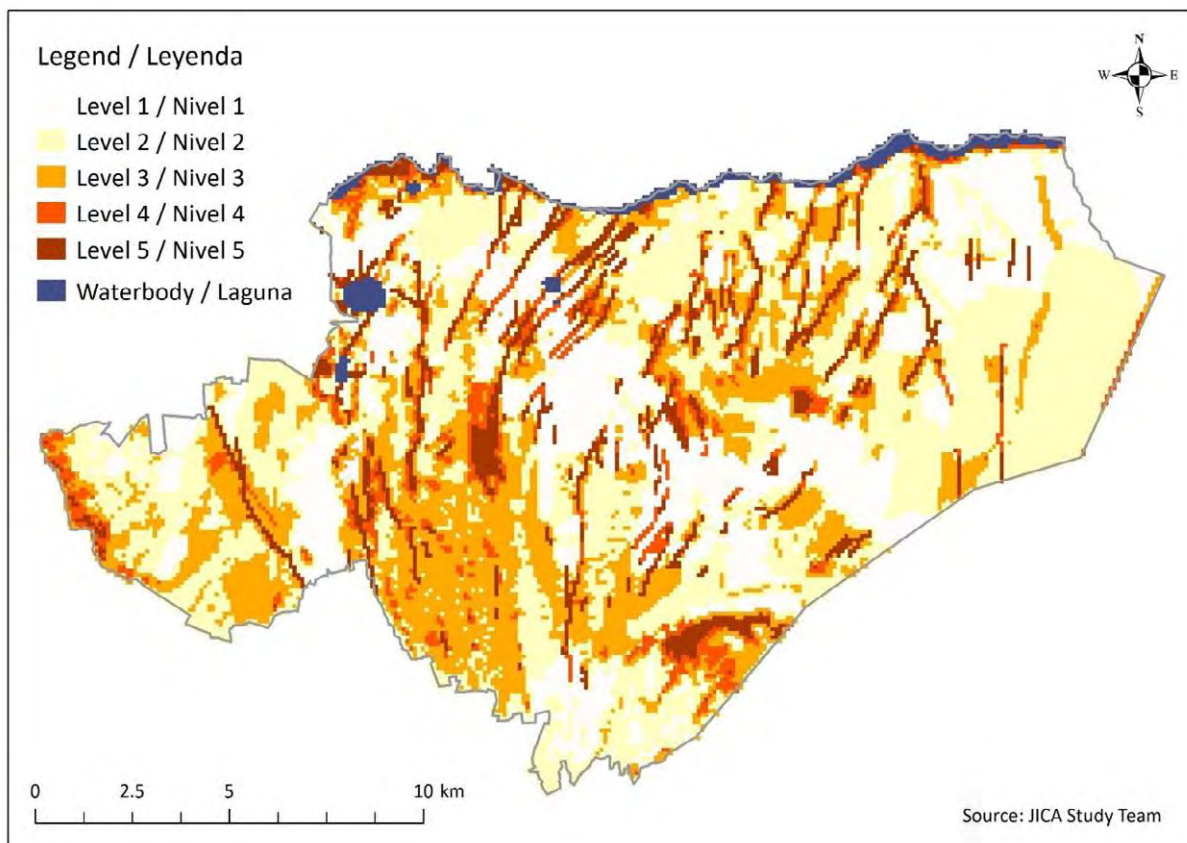 Legend / Leyenda
Level 1 / Nivel 1
Level 2 / Nivel 2
Level 3 / Nivel 3
Level 4 / Nivel 4
Level 5 / Nivel 5
Waterbody / Laguna
N
W E
S
0 2.5 5 10 km
Source: JICA Study Team